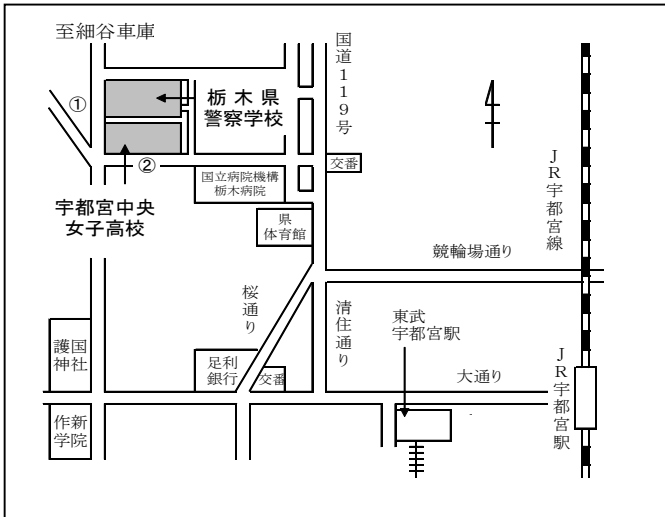 至細谷車庫
国道119号
①
栃木県
警察学校
②
国立病院機構
栃木病院
交番
宇都宮中央
女子高校
県
体育館
JR宇都宮線
競輪場通り
桜通り
清住通り
東武
宇都宮駅
護国
神社
足利
銀行
交番
大通り
JR宇都宮駅
作新
学院